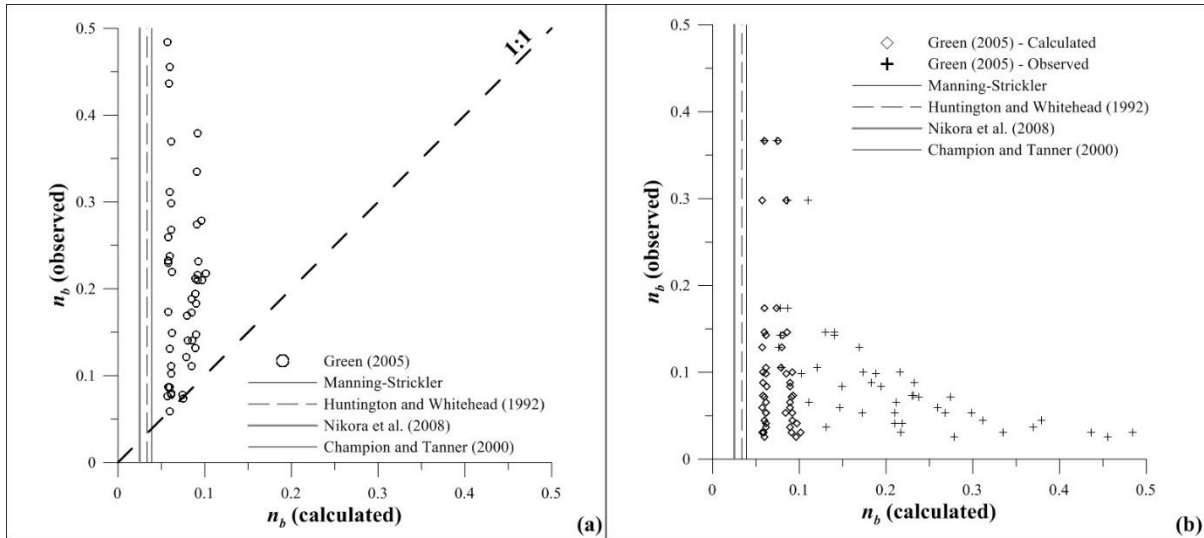 0.5
0.4
0.3
0.2
0.1
0
n_b (observed)
1:1
Green (2005)
Manning-Strickler
Huntington and Whitehead (1992)
Nikora et al. (2008)
Champion and Tanner (2000)
0 0.1 0.2 0.3 0.4 0.5
n_b (calculated)
(a)
0.5
0.4
0.3
0.2
0.1
0
n_b (observed)
Green (2005) - Calculated
Green (2005) - Observed
Manning-Strickler
Huntington and Whitehead (1992)
Nikora et al. (2008)
Champion and Tanner (2000)
0 0.1 0.2 0.3 0.4 0.5
n_b (calculated)
(b)